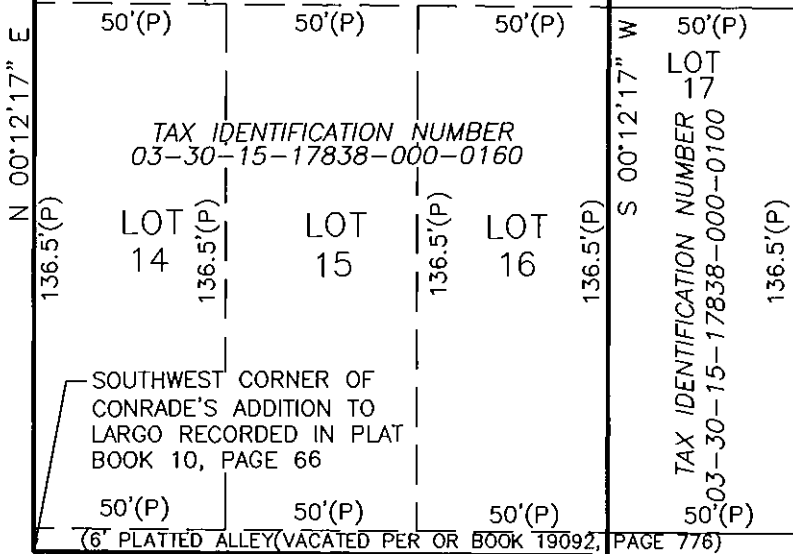 50'(P)
50'(P)
50'(P)
50'(P)
N 00°12'17" E
S 00°12'17" W
LOT
17
TAX IDENTIFICATION NUMBER
03-30-15-17838-000-0160
TAX IDENTIFICATION NUMBER
03-30-15-17838-000-0100
136.5'(P)
LOT
14
136.5'(P)
LOT
15
136.5'(P)
LOT
16
136.5'(P)
136.5'(P)
SOUTHWEST CORNER OF
CONRADE'S ADDITION TO
LARGO RECORDED IN PLAT
BOOK 10, PAGE 66
50'(P)
50'(P)
50'(P)
50'(P)
(6' PLATTED ALLEY(VACATED PER OR BOOK 19092, PAGE 776)